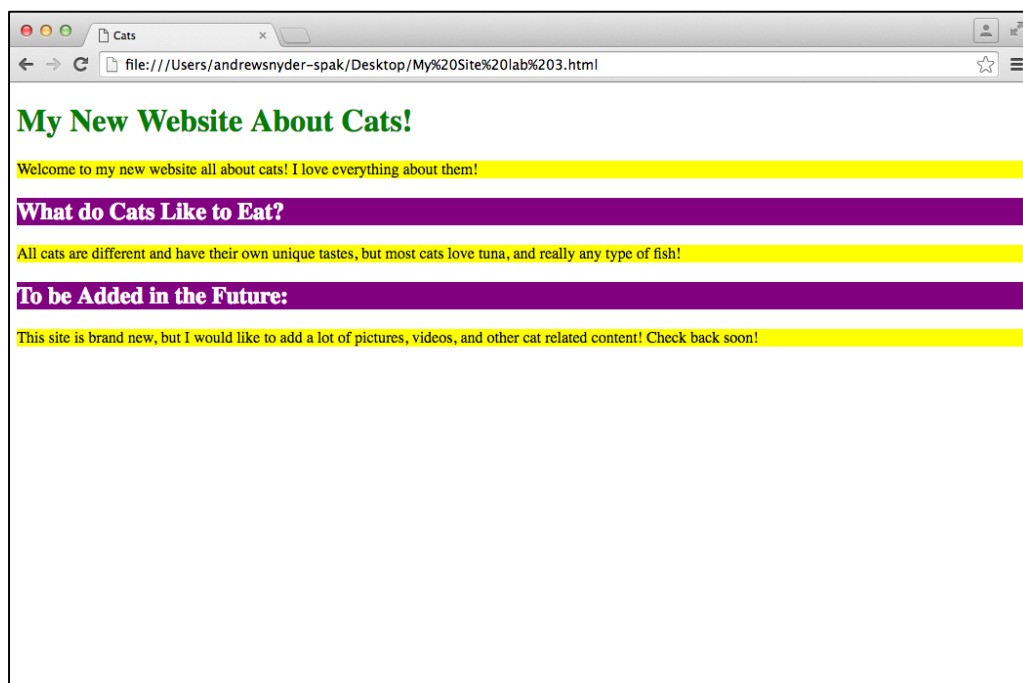 Cats
file:///Users/andrewsnyder-spak/Desktop/My%20Site%20lab%203.html
My New Website About Cats!
Welcome to my new website all about cats! I love everything about them!
What do Cats Like to Eat?
All cats are different and have their own unique tastes, but most cats love tuna, and really any type of fish!
To be Added in the Future:
This site is brand new, but I would like to add a lot of pictures, videos, and other cat related content! Check back soon!